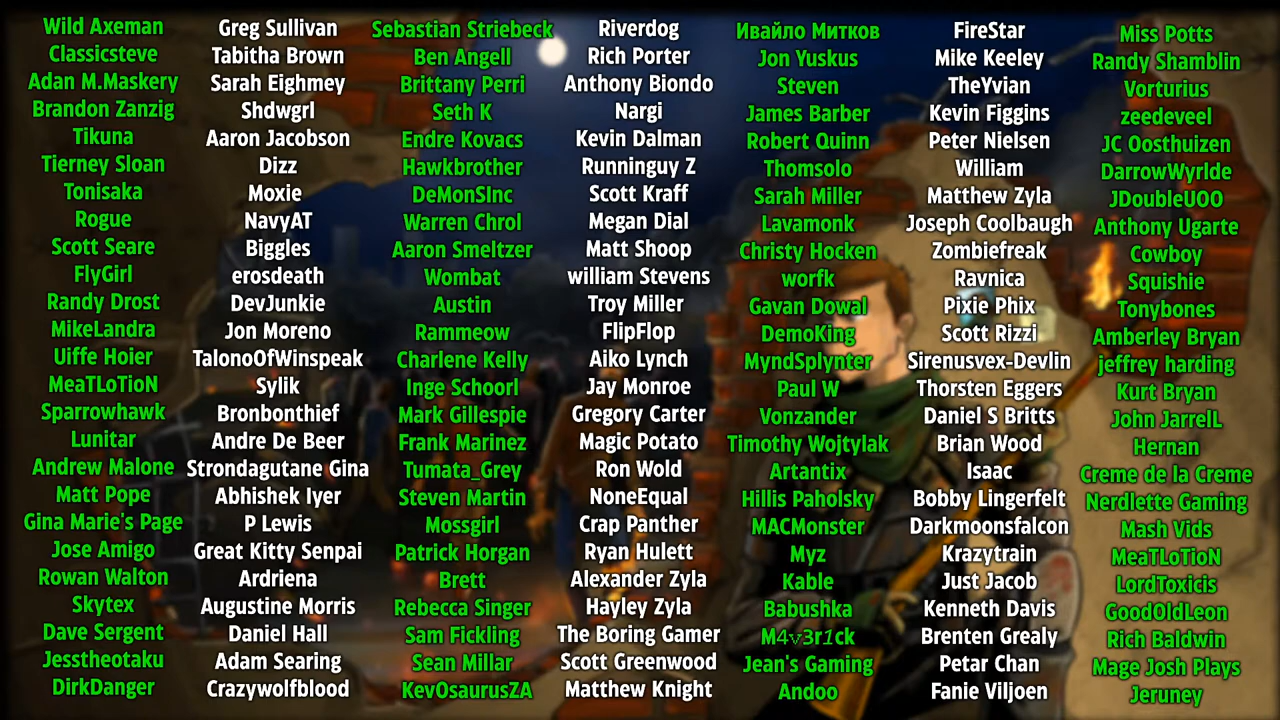 Wild Axeman
Classicsteve
Adan M.Maskery
Brandon Zanzig
Tikuna
Tierney Sloan
Tonisaka
Rogue
Scott Seare
FlyGirl
Randy Drost
MikeLandra
Uiffe Hoier
MeaTLoTioN
Sparrowhawk
Lunitar
Andrew Malone
Matt Pope
Gina Marie's Page
Jose Amigo
Rowan Walton
Skytex
Dave Sergent
Jesstheotaku
DirkDanger
Greg Sullivan
Tabitha Brown
Sarah Eighmey
Shdwgrl
Aaron Jacobson
Dizz
Moxie
NavyAT
Biggles
erosdeath
DevJunkie
Jon Moreno
TalonoOfWinspeak
Sylik
Bronbonthief
Andre De Beer
Strondagutane Gina
Abhishek Iyer
P Lewis
Great Kitty Senpai
Ardriena
Augustine Morris
Daniel Hall
Adam Searing
Crazywolfblood
Sebastian Striebeck
Ben Angell
Brittany Perri
Seth K
Endre Kovacs
Hawkbrother
DeMonSInc
Warren Chrol
Aaron Smeltzer
Wombat
Austin
Rammeow
Charlene Kelly
Inge Schoorl
Mark Gillespie
Frank Marinez
Tumata_Grey
Steven Martin
Mossgirl
Patrick Horgan
Brett
Rebecca Singer
Sam Fickling
Sean Millar
KevOsaurusZA
Riverdog
Rich Porter
Anthony Biondo
Nargi
Kevin Dalman
Runninguy Z
Scott Kraff
Megan Dial
Matt Shoop
william Stevens
Troy Miller
FlipFlop
Aiko Lynch
Jay Monroe
Gregory Carter
Magic Potato
Ron Wold
NoneEqual
Crap Panther
Ryan Hulett
Alexander Zyla
Hayley Zyla
The Boring Gamer
Scott Greenwood
Matthew Knight
Ивайло Митков
Jon Yuskus
Steven
James Barber
Robert Quinn
Thomsolo
Sarah Miller
Lavamonk
Christy Hocken
worfk
Gavan Dowal
DemoKing
MyndSplynter
Paul W
Vonzander
Timothy Wojtylak
Artantix
Hillis Paholsky
MACMonster
Myz
Kable
Babushka
M4v3r1ck
Jean's Gaming
Andoo
FireStar
Mike Keeley
TheYvian
Kevin Figgins
Peter Nielsen
William
Matthew Zyla
Joseph Coolbaugh
Zombiefreak
Ravnica
Pixie Phix
Scott Rizzi
Sirenusvex-Devlin
Thorsten Eggers
Daniel S Britts
Brian Wood
Isaac
Bobby Lingerfelt
Darkmoonsfalcon
Krazytrain
Just Jacob
Kenneth Davis
Brenten Grealy
Petar Chan
Fanie Viljoen
Miss Potts
Randy Shamblin
Vorturius
zeedeveel
JC Oosthuizen
DarrowWyrlde
JDoubleU00
Anthony Ugarte
Cowboy
Squishie
Tonybones
Amberley Bryan
jeffrey harding
Kurt Bryan
John JarrelL
Hernan
Creme de la Creme
Nerdlette Gaming
Mash Vids
MeaTLoTioN
LordToxicis
GoodOldLeon
Rich Baldwin
Mage Josh Plays
Jeruney